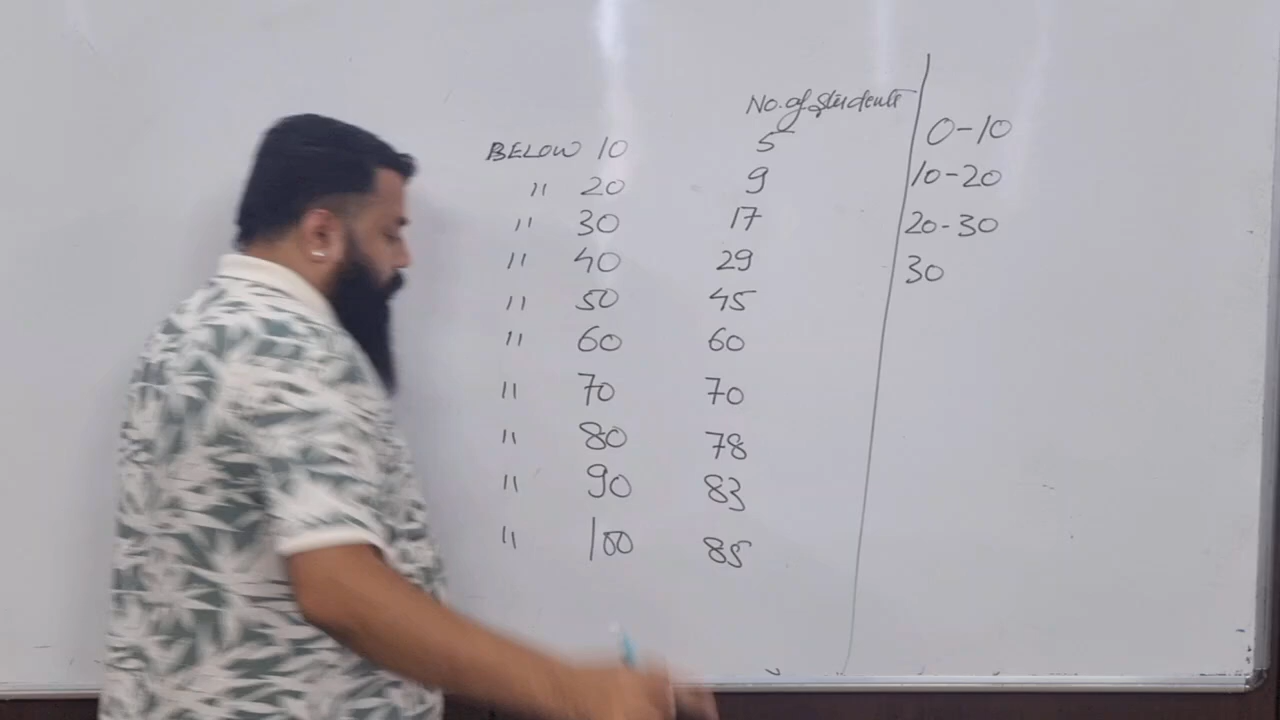 No. of students
BELOW 10 5 0-10
" 20 9 10-20
" 30 17 20-30
" 40 29 30
" 50 45
" 60 60
" 70 70
" 80 78
" 90 83
" 100 85